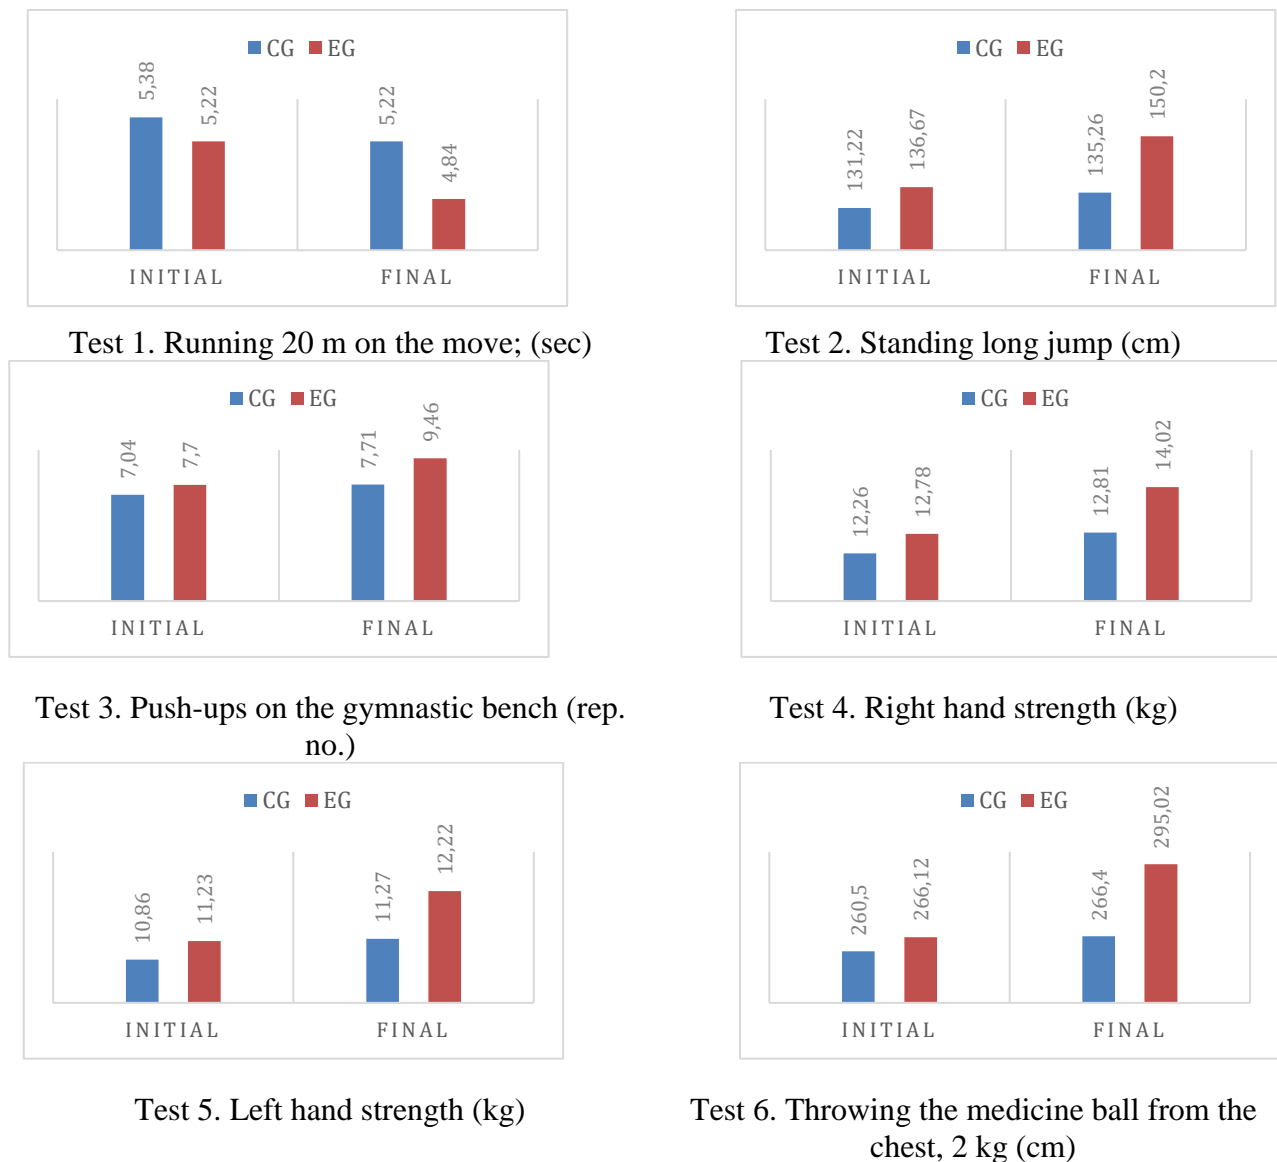 CG EG
5,38
5,22
5,22
4,84
INITIAL FINAL
Test 1. Running 20 m on the move; (sec)
CG EG
131,22
136,67
135,26
150,2
INITIAL FINAL
Test 2. Standing long jump (cm)
CG EG
7,04
7,7
7,71
9,46
INITIAL FINAL
Test 3. Push-ups on the gymnastic bench (rep.
no.)
CG EG
12,26
12,78
12,81
14,02
INITIAL FINAL
Test 4. Right hand strength (kg)
CG EG
10,86
11,23
11,27
12,22
INITIAL FINAL
Test 5. Left hand strength (kg)
CG EG
260,5
266,12
266,4
295,02
INITIAL FINAL
Test 6. Throwing the medicine ball from the
chest, 2 kg (cm)